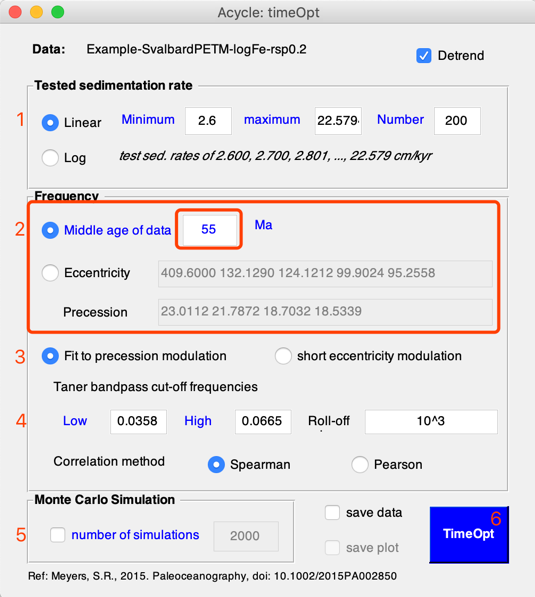 Acycle: timeOpt
Data: Example-SvalbardPETM-logFe-rsp0.2
Detrend
Tested sedimentation rate
1 Linear Minimum 2.6 maximum 22.579 Number 200
Log test sed. rates of 2.600, 2.700, 2.801, ..., 22.579 cm/kyr
Frequency
2 Middle age of data 55 Ma
Eccentricity 409.6000 132.1290 124.1212 99.9024 95.2558
Precession 23.0112 21.7872 18.7032 18.5339
3 Fit to precession modulation short eccentricity modulation
Taner bandpass cut-off frequencies
4 Low 0.0358 High 0.0665 Roll-off 10^3
Correlation method Spearman Pearson
Monte Carlo Simulation
5 number of simulations 2000
save data
save plot
6
TimeOpt
Ref: Meyers, S.R., 2015. Paleoceanography, doi: 10.1002/2015PA002850